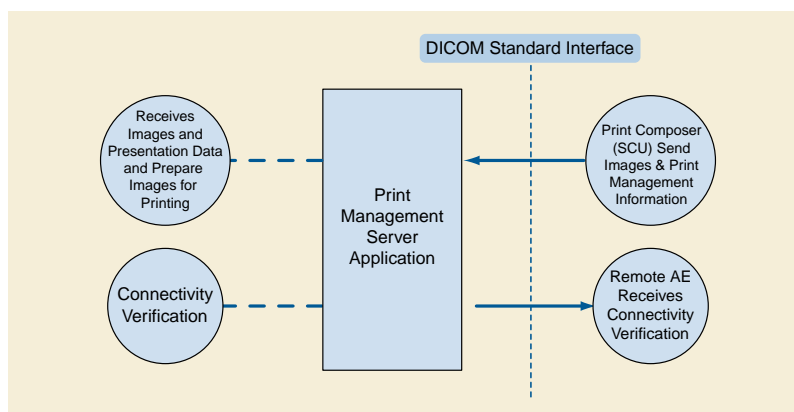 DICOM Standard Interface
Receives
Images and
Presentation Data
and Prepare
Images for
Printing
Print
Management
Server
Application
Print Composer
(SCU) Send
Images & Print
Management
Information
Connectivity
Verification
Remote AE
Receives
Connectivity
Verification